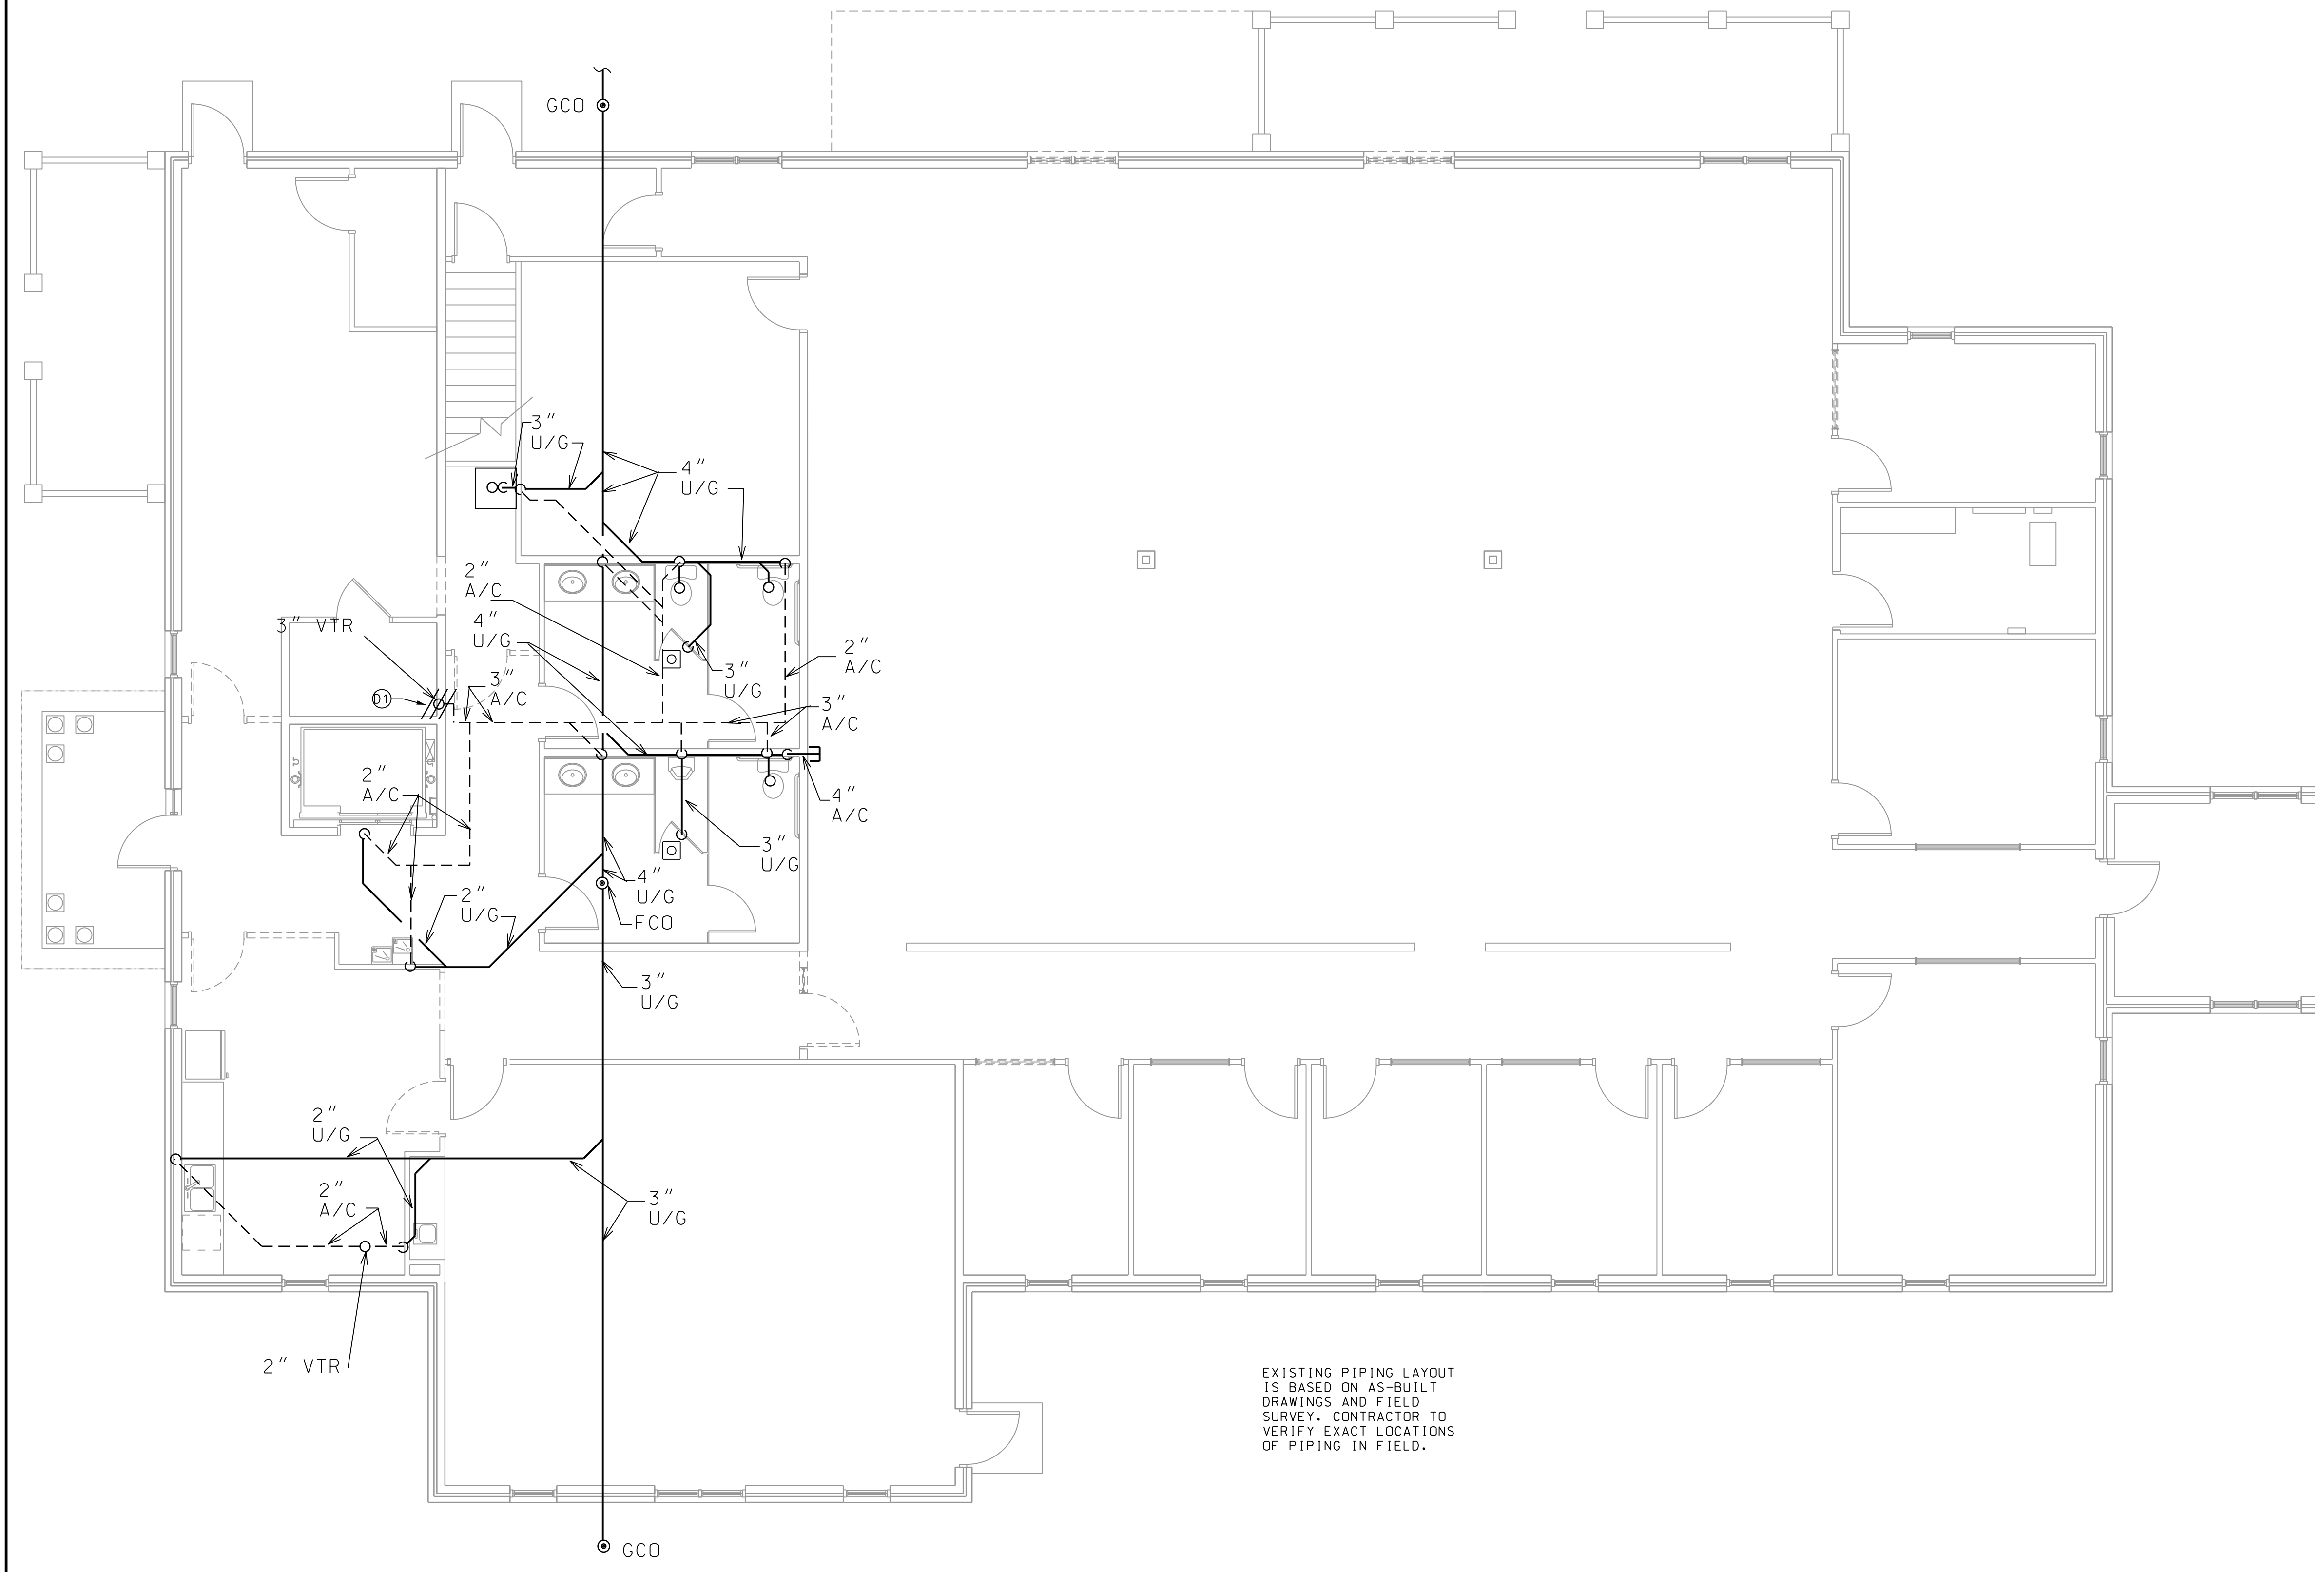 GCO
3"
U/G
4"
U/G
2"
A/C
4"
U/G
3" VTR
2"
A/C
3"
U/G
3"
A/C
D1
3"
A/C
2"
A/C
4"
A/C
3"
U/G
4"
U/G
2"
U/G
FCO
3"
U/G
2"
U/G
2"
A/C
3"
U/G
2" VTR
EXISTING PIPING LAYOUT
IS BASED ON AS-BUILT
DRAWINGS AND FIELD
SURVEY. CONTRACTOR TO
VERIFY EXACT LOCATIONS
OF PIPING IN FIELD.
GCO